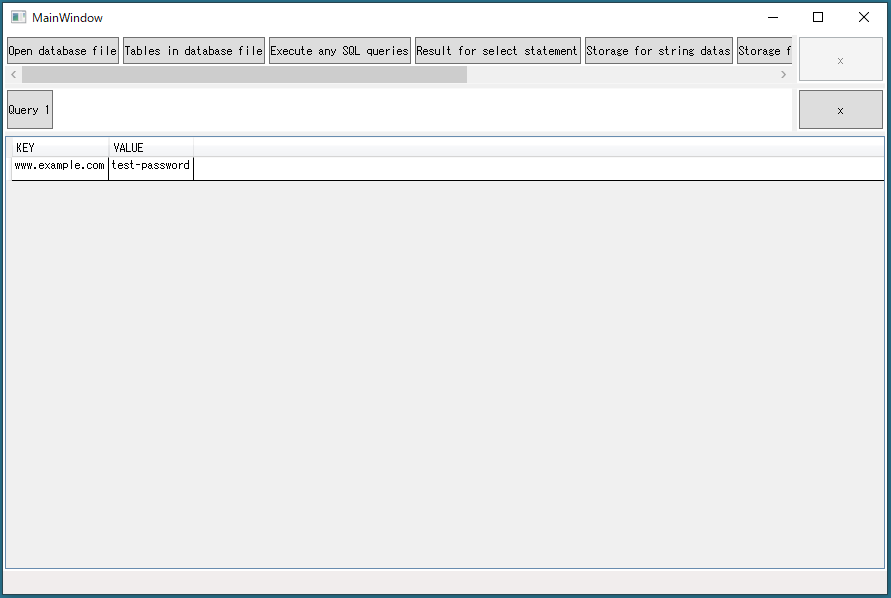 MainWindow
Open database file Tables in database file Execute any SQL queries Result for select statement Storage for string datas Storage f
x
Query 1 x
KEY VALUE
www.example.com test-password